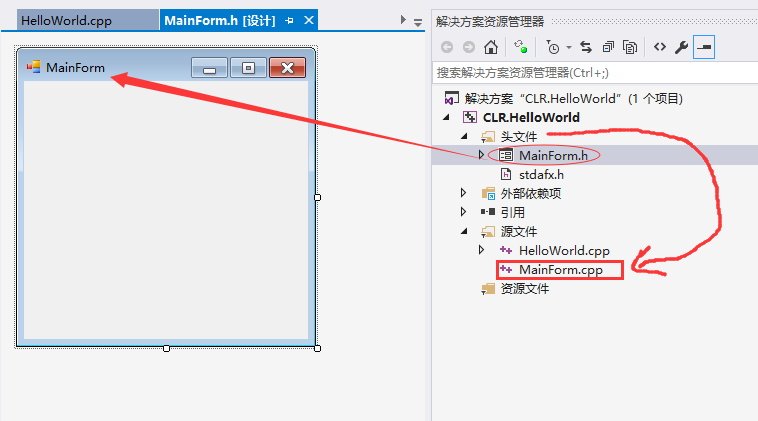 HelloWorld.cpp
MainForm.h [设计]
MainForm
解决方案资源管理器
搜索解决方案资源管理器(Ctrl+;)
解决方案 “CLR.HelloWorld” (1 个项目)
CLR.HelloWorld
头文件
MainForm.h
stdafx.h
外部依赖项
引用
源文件
HelloWorld.cpp
MainForm.cpp
资源文件